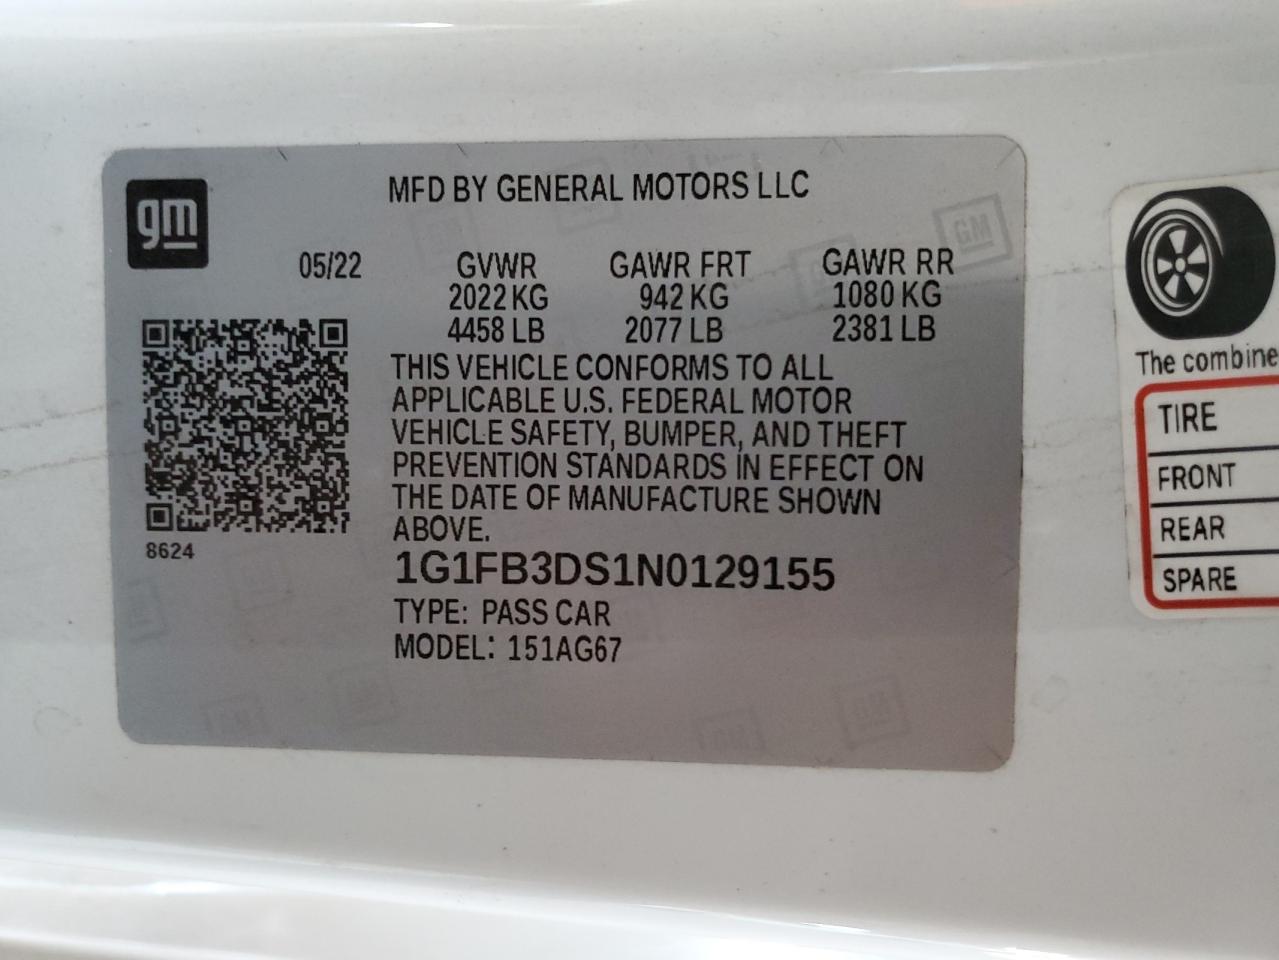 gm
MFD BY GENERAL MOTORS LLC
05/22
GVWR GAWR FRT GAWR RR
2022 KG 942 KG 1080 KG
4458 LB 2077 LB 2381 LB
THIS VEHICLE CONFORMS TO ALL
APPLICABLE U.S. FEDERAL MOTOR
VEHICLE SAFETY, BUMPER, AND THEFT
PREVENTION STANDARDS IN EFFECT ON
THE DATE OF MANUFACTURE SHOWN
ABOVE.
8624
1G1FB3DS1N0129155
TYPE: PASS CAR
MODEL: 151AG67
GM
The combine
TIRE
FRONT
REAR
SPARE